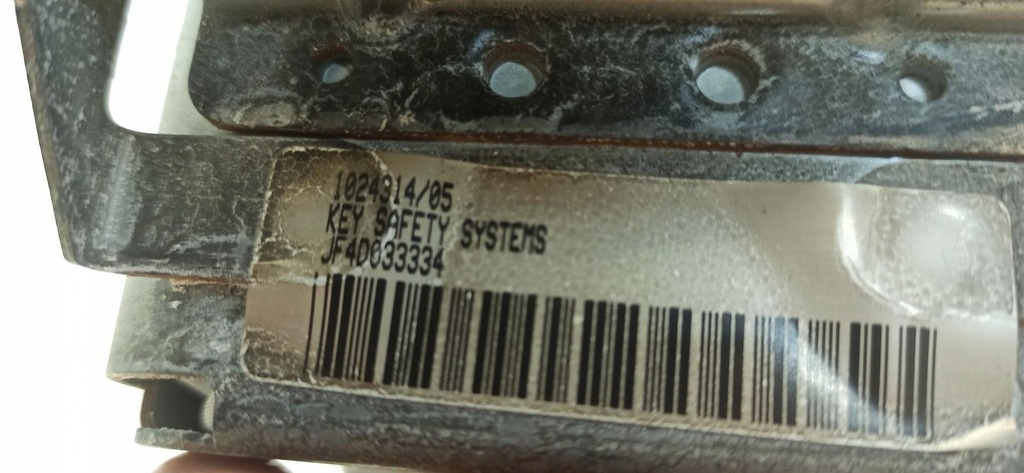 1024314/05
KEY SAFETY SYSTEMS
JF4D033334